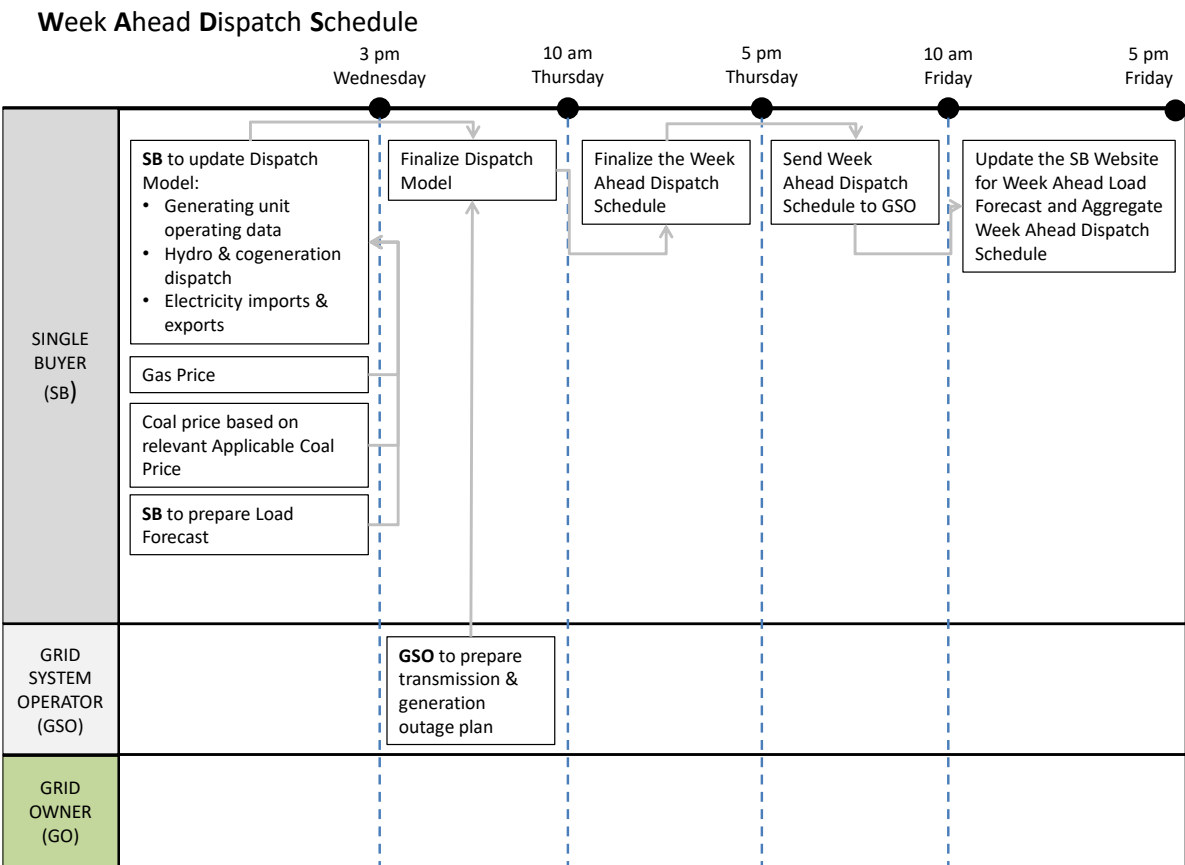 Week Ahead Dispatch Schedule
3 pm
Wednesday
10 am
Thursday
5 pm
Thursday
10 am
Friday
5 pm
Friday
SINGLE
BUYER
(SB)
SB to update Dispatch
Model:
• Generating unit
operating data
• Hydro & cogeneration
dispatch
• Electricity imports &
exports
Gas Price
Coal price based on
relevant Applicable Coal
Price
SB to prepare Load
Forecast
Finalize Dispatch
Model
Finalize the Week
Ahead Dispatch
Schedule
Send Week
Ahead Dispatch
Schedule to GSO
Update the SB Website
for Week Ahead Load
Forecast and Aggregate
Week Ahead Dispatch
Schedule
GRID
SYSTEM
OPERATOR
(GSO)
GSO to prepare
transmission &
generation
outage plan
GRID
OWNER
(GO)